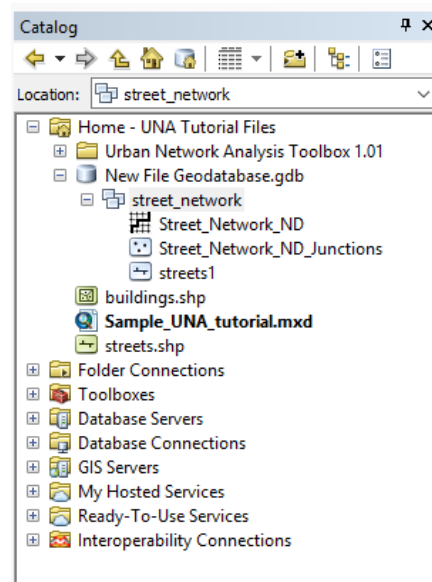 Catalog
Location: street_network
Home - UNA Tutorial Files
Urban Network Analysis Toolbox 1.01
New File Geodatabase.gdb
street_network
Street_Network_ND
Street_Network_ND_Junctions
streets1
buildings.shp
Sample_UNA_tutorial.mxd
streets.shp
Folder Connections
Toolboxes
Database Servers
Database Connections
GIS Servers
My Hosted Services
Ready-To-Use Services
Interoperability Connections